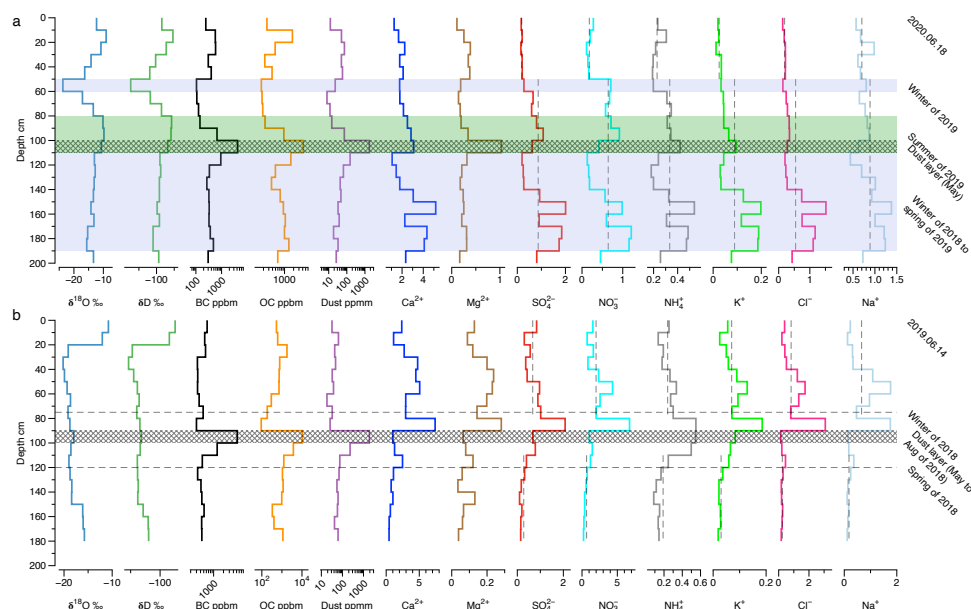 a
0
20
40
60
80
100
120
140
160
180
200
Depth cm
2020.06.18
Winter of 2019
Summer of 2019
Dust layer (May)
Winter of 2018 to
spring of 2019
−20 −10
−100
100 1000
1000
10 1000
2 4
0 1
0 1 2
0 1
0.2 0.6
0 0.2
0 1
0.5 1.0 1.5
δ¹⁸O ‰ δD ‰ BC ppbm OC ppbm Dust ppmm Ca²⁺ Mg²⁺ SO₄²⁻ NO₃⁻ NH₄⁺ K⁺ Cl⁻ Na⁺
b
0
20
40
60
80
100
120
140
160
180
200
Depth cm
2019.06.14
Winter of 2018
Dust layer (May to
Aug of 2018)
Spring of 2018
−20 −10
−100
1000
10² 10⁴
10 1000
0 5
0 0.2
0 2
0 5
0.2 0.6
0 0.2
0 2
0 2
δ¹⁸O ‰ δD ‰ BC ppbm OC ppbm Dust ppmm Ca²⁺ Mg²⁺ SO₄²⁻ NO₃⁻ NH₄⁺ K⁺ Cl⁻ Na⁺